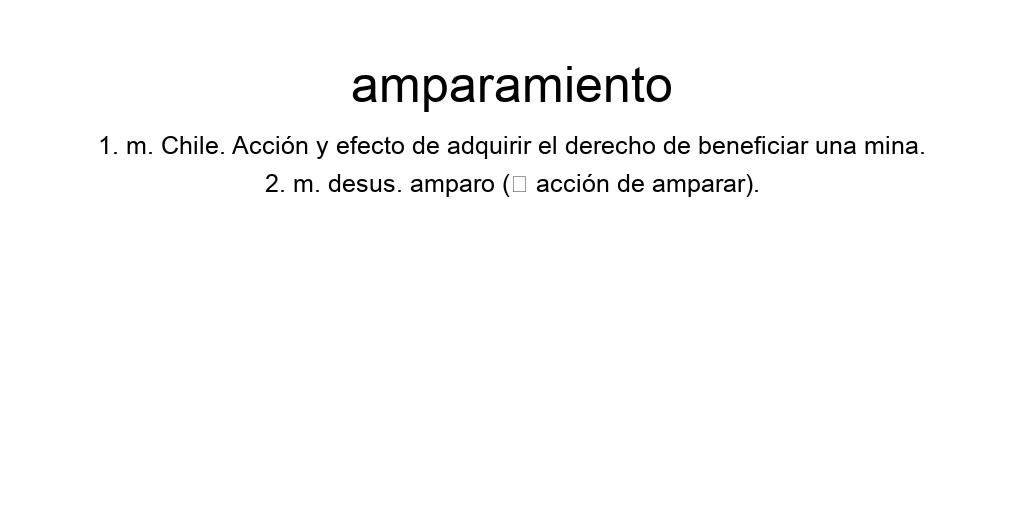 amparamiento
1. m. Chile. Acción y efecto de adquirir el derecho de beneficiar una mina.
2. m. desus. amparo (□ acción de amparar).